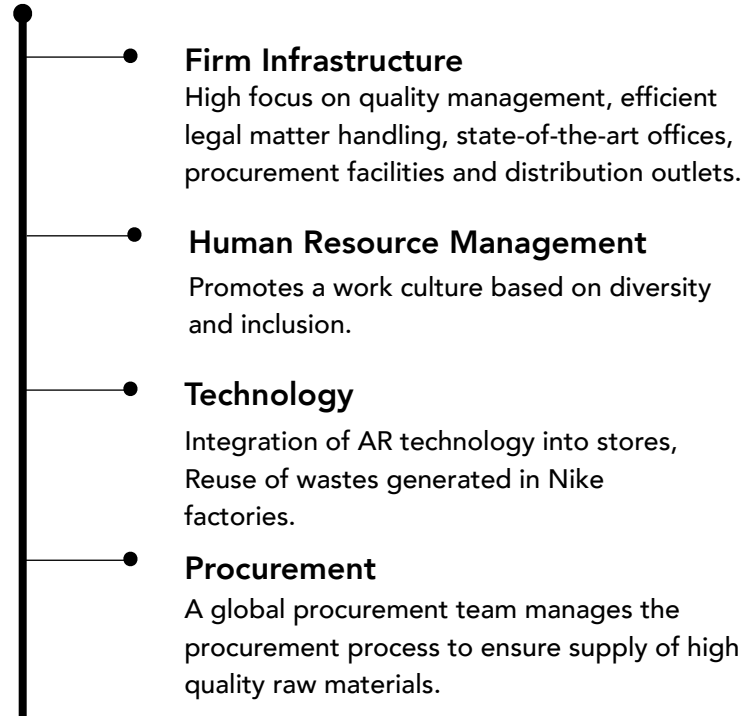 Firm Infrastructure
High focus on quality management, efficient
legal matter handling, state-of-the-art offices,
procurement facilities and distribution outlets.
Human Resource Management
Promotes a work culture based on diversity
and inclusion.
Technology
Integration of AR technology into stores,
Reuse of wastes generated in Nike
factories.
Procurement
A global procurement team manages the
procurement process to ensure supply of high
quality raw materials.